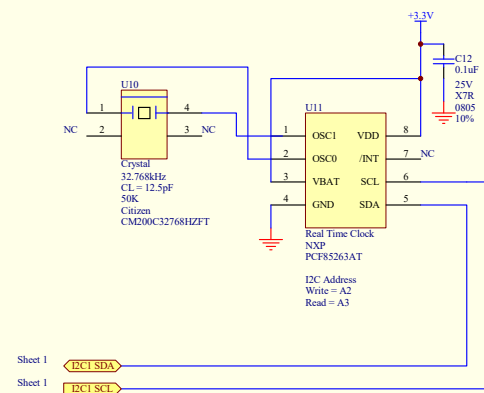 +3.3V
C12
0.1uF
25V
X7R
0805
10%
U10
1
4
NC
2
3
NC
Crystal
32.768kHz
CL = 12.5pF
50K
Citizen
CM200C32768HZFT
U11
1 OSC1 VDD 8
2 OSC0 /INT 7 NC
3 VBAT SCL 6
4 GND SDA 5
Real Time Clock
NXP
PCF85263AT
I2C Address
Write = A2
Read = A3
Sheet 1 I2C1 SDA
Sheet 1 I2C1 SCL